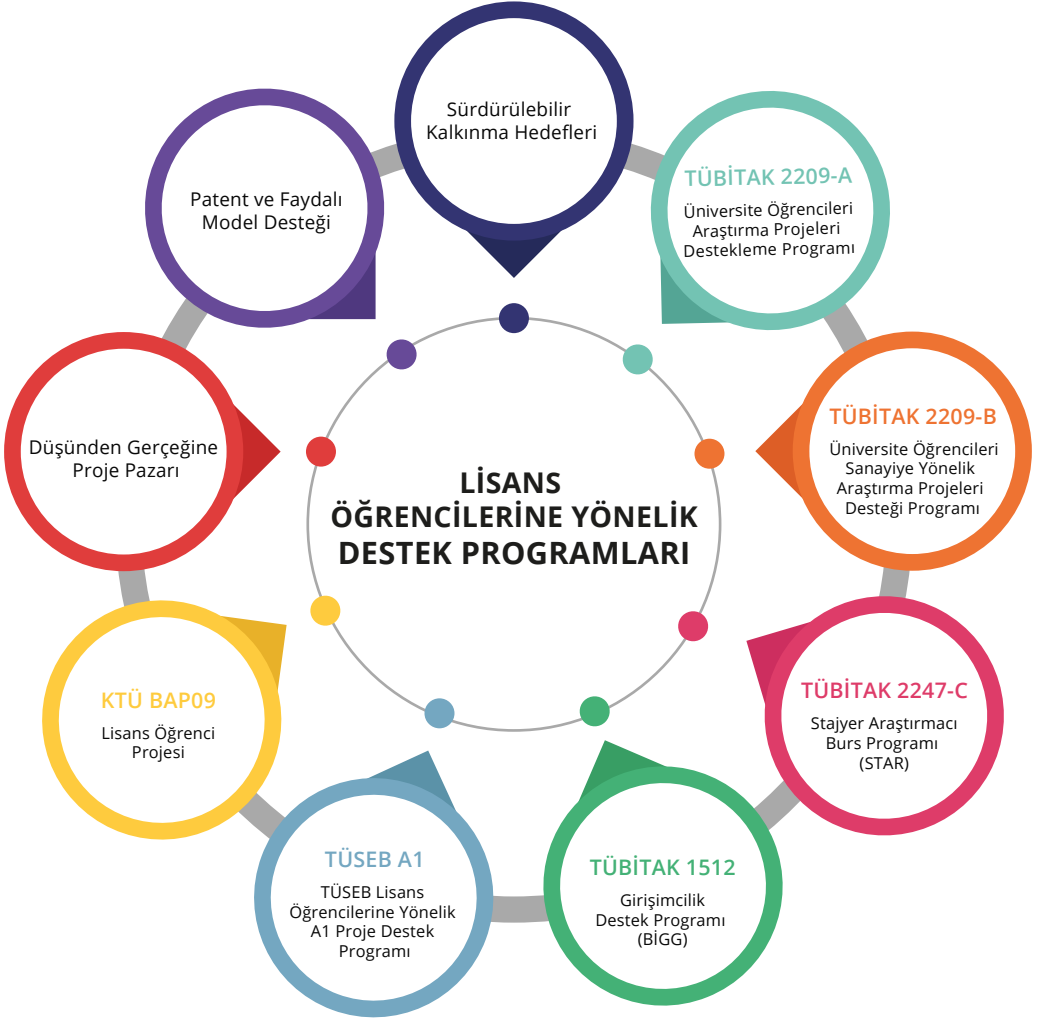 Sürdürülebilir
Kalkınma Hedefleri
TÜBİTAK 2209-A
Üniversite Öğrencileri
Araştırma Projeleri
Destekleme Programı
TÜBİTAK 2209-B
Üniversite Öğrencileri
Sanayiye Yönelik
Araştırma Projeleri
Desteği Programı
TÜBİTAK 2247-C
Stajyer Araştırmacı
Burs Programı
(STAR)
TÜBİTAK 1512
Girişimcilik
Destek Programı
(BİGG)
TÜSEB A1
TÜSEB Lisans
Öğrencilerine Yönelik
A1 Proje Destek
Programı
KTÜ BAP09
Lisans Öğrenci
Projesi
Düşünden Gerçeğine
Proje Pazarı
Patent ve Faydalı
Model Desteği
LİSANS
ÖĞRENCİLERİNE YÖNELİK
DESTEK PROGRAMLARI